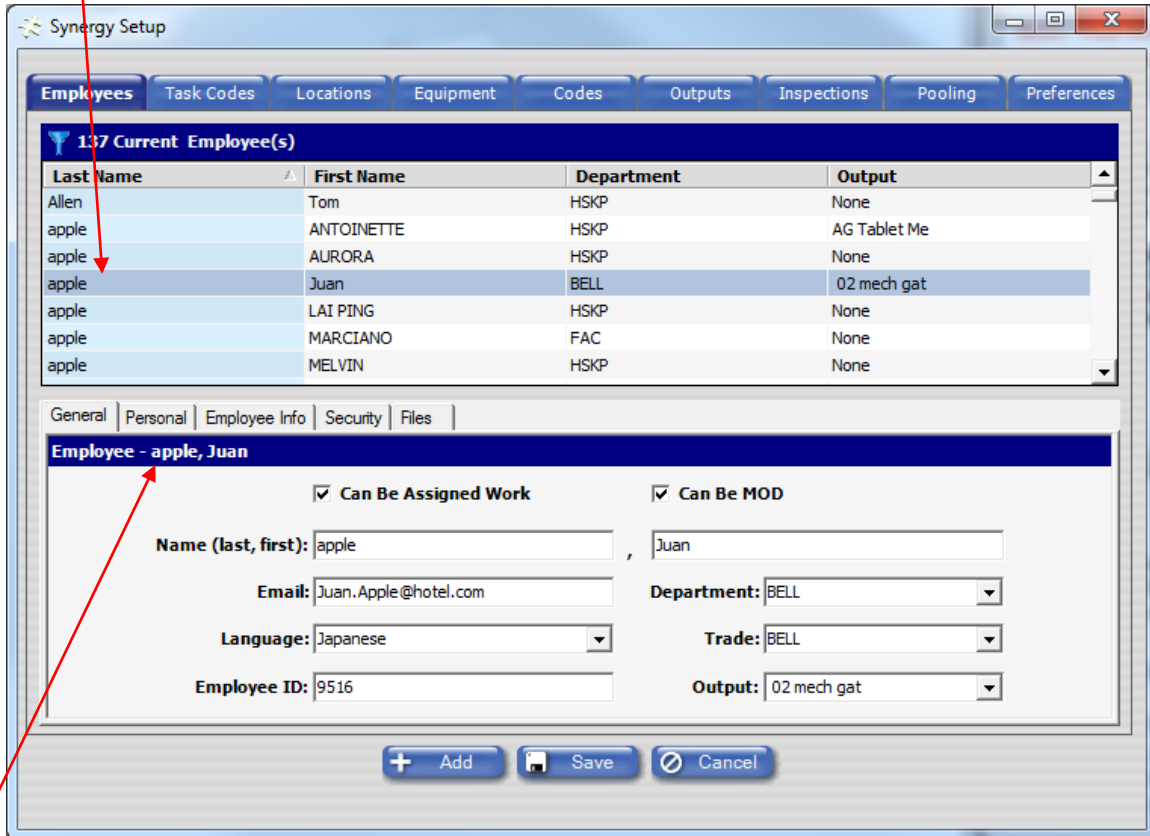 Synergy Setup
Employees Task Codes Locations Equipment Codes Outputs Inspections Pooling Preferences
137 Current Employee(s)
Last Name First Name Department Output
Allen Tom HSKP None
apple ANTOINETTE HSKP AG Tablet Me
apple AURORA HSKP None
apple Juan BELL 02 mech gat
apple LAI PING HSKP None
apple MARCIANO FAC None
apple MELVIN HSKP None
General Personal Employee Info Security Files
Employee - apple, Juan
Can Be Assigned Work Can Be MOD
Name (last, first): apple , Juan
Email: Juan.Apple@hotel.com Department: BELL
Language: Japanese Trade: BELL
Employee ID: 9516 Output: 02 mech gat
Add Save Cancel